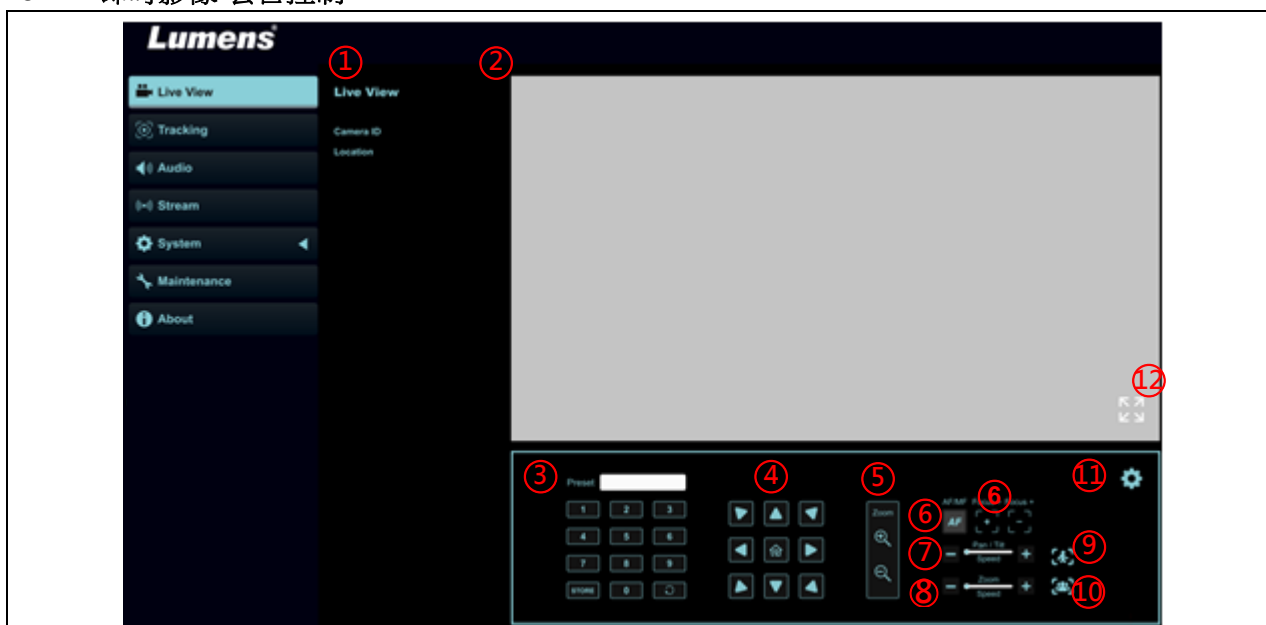 Lumens
① ②
Live View
Live View
Tracking
Camera ID
Location
Audio
Stream
System
Maintenance
About
⑫
③ Preset ④ ⑤ ⑪
1 2 3
4 5 6
7 8 9
STORE 0
Zoom
AF/MF Focus + ⑥
⑥ AF
⑦ Pan / Tilt ⑨
Speed
⑧ Zoom ⑩
Speed